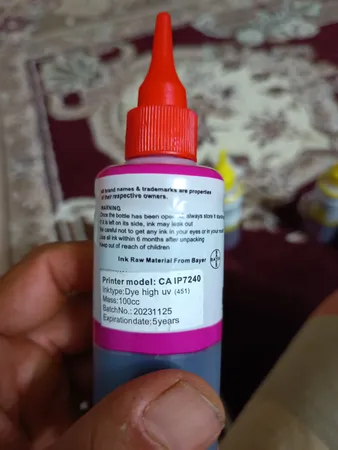 all brand names & trademarks are properties
of their respective owners.
WARNING
Once the bottle has been opened, always store it
If it is left on its side, ink may leak out
Be careful not to get any ink in your eyes or in your
Use all ink within 6 months after unpacking
Keep out of reach of children
Ink Raw Material From Bayer
Printer model: CA IP7240
Inktype:Dye high uv (451)
Mass:100cc
BatchNo.: 20231125
Expirationdate:5years